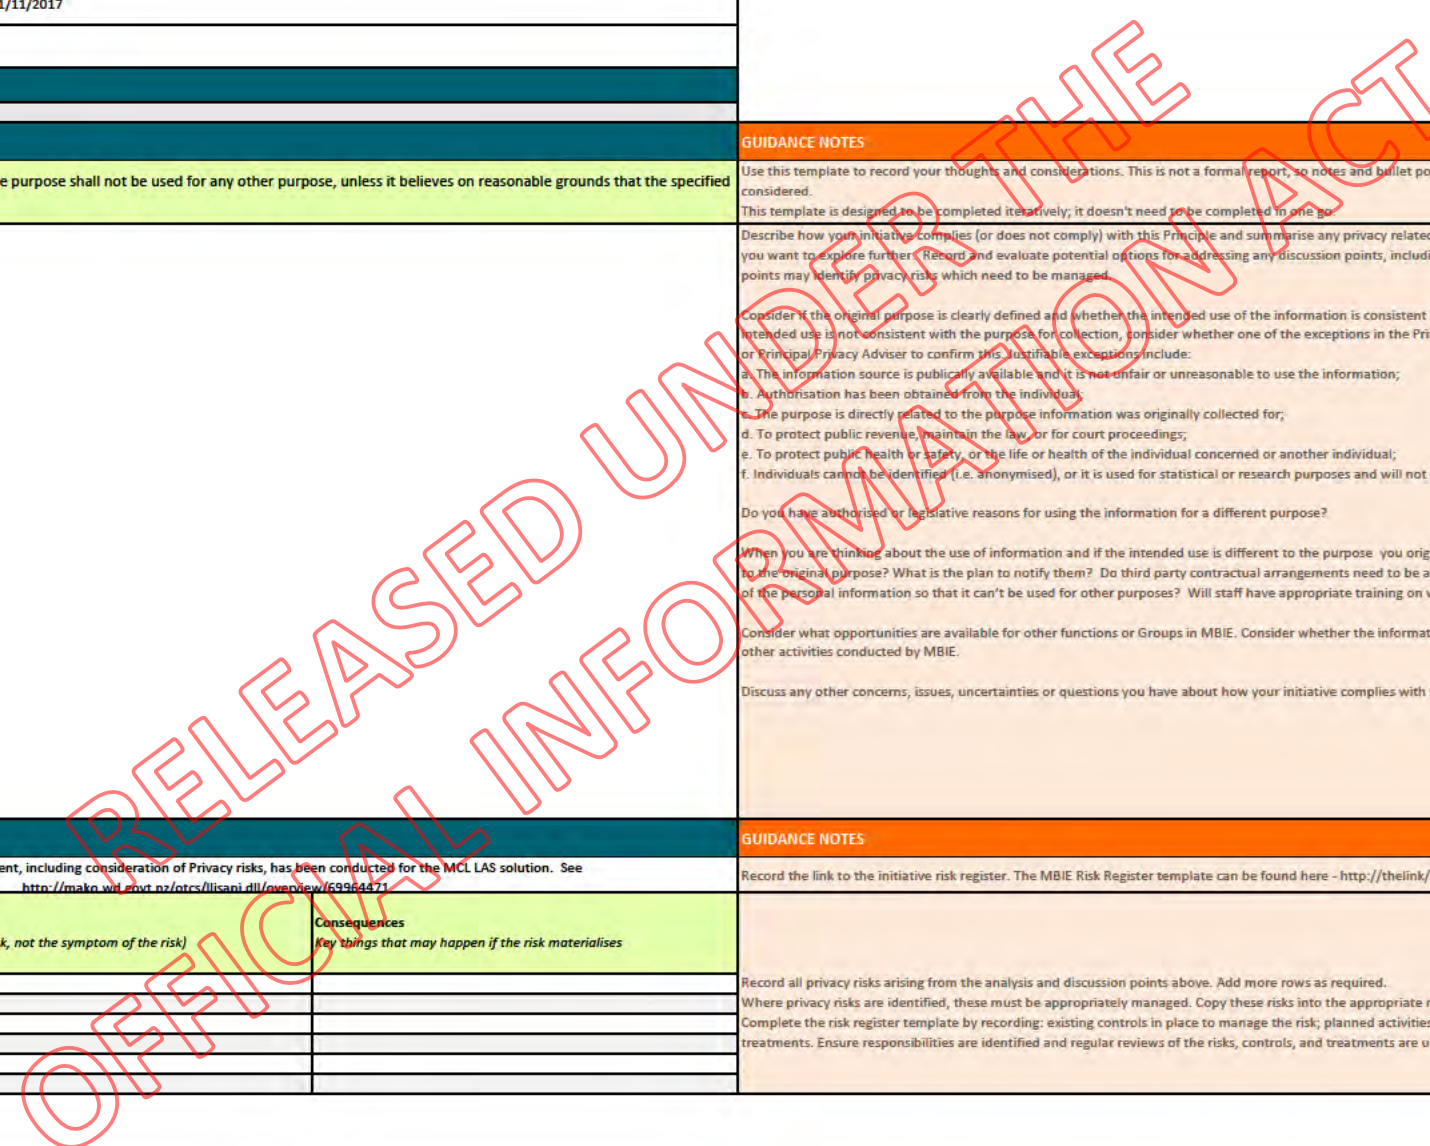 1/11/2017
GUIDANCE NOTES
e purpose shall not be used for any other purpose, unless it believes on reasonable grounds that the specified
Use this template to record your thoughts and considerations. This is not a formal report, so notes and bullet po
considered.
This template is designed to be completed iteratively; it doesn't need to be completed in one go.
Describe how your initiative complies (or does not comply) with this Principle and summarise any privacy related
you want to explore further. Record and evaluate potential options for addressing any discussion points, includi
points may identify privacy risks which need to be managed.
Consider if the original purpose is clearly defined and whether the intended use of the information is consistent
intended use is not consistent with the purpose for collection, consider whether one of the exceptions in the Pri
or Principal Privacy Adviser to confirm this. Justifiable exceptions include:
a. The information source is publically available and it is not unfair or unreasonable to use the information;
b. Authorisation has been obtained from the individual;
c. The purpose is directly related to the purpose information was originally collected for;
d. To protect public revenue, maintain the law, or for court proceedings;
e. To protect public health or safety, or the life or health of the individual concerned or another individual;
f. Individuals cannot be identified (i.e. anonymised), or it is used for statistical or research purposes and will not
Do you have authorised or legislative reasons for using the information for a different purpose?
When you are thinking about the use of information and if the intended use is different to the purpose you orig
to the original purpose? What is the plan to notify them? Do third party contractual arrangements need to be a
of the personal information so that it can't be used for other purposes? Will staff have appropriate training on
Consider what opportunities are available for other functions or Groups in MBIE. Consider whether the informat
other activities conducted by MBIE.
Discuss any other concerns, issues, uncertainties or questions you have about how your initiative complies with
GUIDANCE NOTES
ent, including consideration of Privacy risks, has been conducted for the MCL LAS solution. See
http://mako.wd.govt.nz/otcs/llisapi.dll/overview/69964471
Record the link to the initiative risk register. The MBIE Risk Register template can be found here - http://thelink/
k, not the symptom of the risk)
Consequences
Key things that may happen if the risk materialises
Record all privacy risks arising from the analysis and discussion points above. Add more rows as required.
Where privacy risks are identified, these must be appropriately managed. Copy these risks into the appropriate r
Complete the risk register template by recording: existing controls in place to manage the risk; planned activities
treatments. Ensure responsibilities are identified and regular reviews of the risks, controls, and treatments are u
RELEASED UNDER THE
OFFICIAL INFORMATION ACT